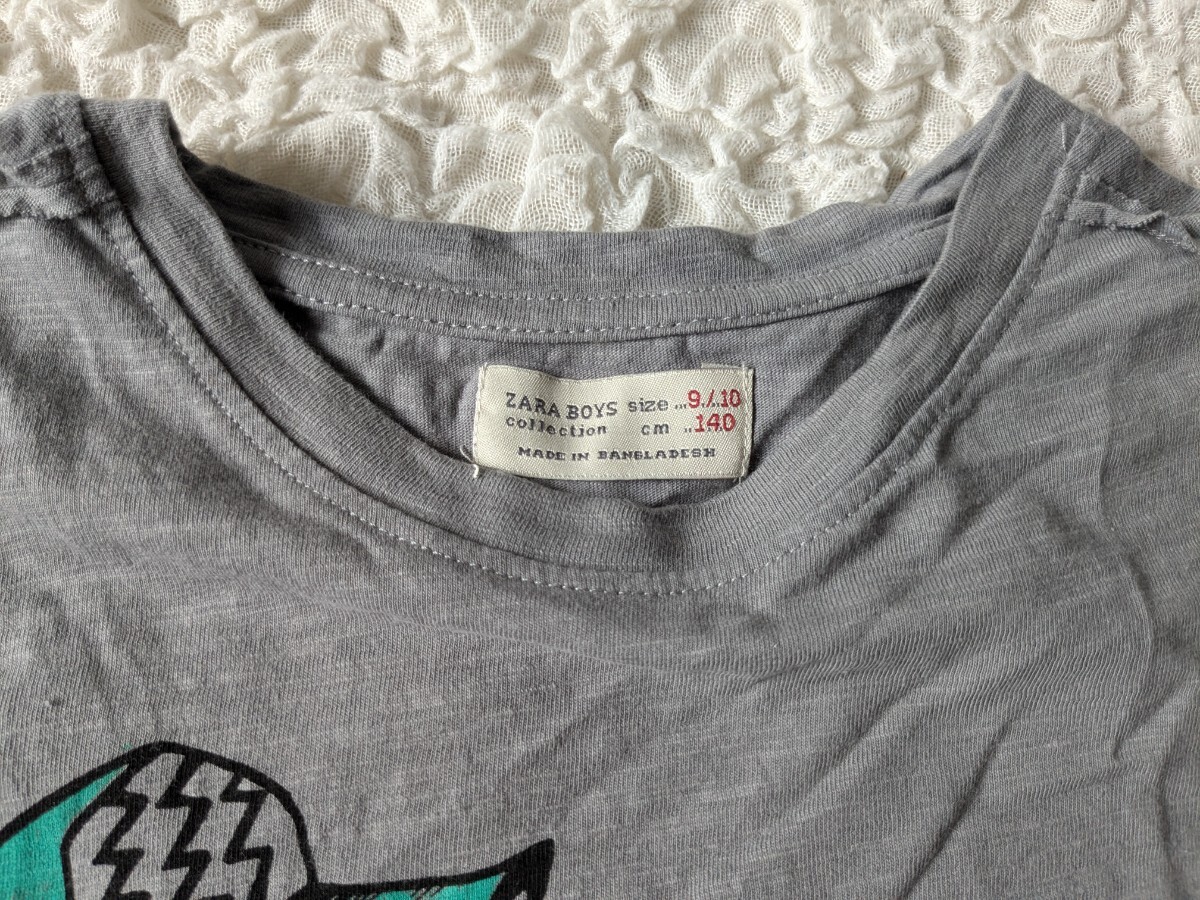 ZARA BOYS size ...9./.10
collection cm ..140
MADE IN BANGLADESH